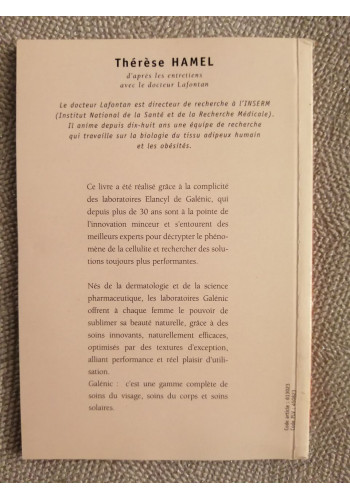 Thérèse HAMEL
d'après les entretiens
avec le docteur Lafontan
Le docteur Lafontan est directeur de recherche à l'INSERM
(Institut National de la Santé et de la Recherche Médicale).
Il anime depuis dix-huit ans une équipe de recherche
qui travaille sur la biologie du tissu adipeux humain
et les obésités.
Ce livre a été réalisé grâce à la complicité
des laboratoires Elancyl de Galénic, qui
depuis plus de 30 ans sont à la pointe de
l'innovation minceur et s'entourent des
meilleurs experts pour décrypter le phéno-
mène de la cellulite et rechercher des solu-
tions toujours plus performantes.
Nés de la dermatologie et de la science
pharmaceutique, les laboratoires Galénic
offrent à chaque femme le pouvoir de
sublimer sa beauté naturelle, grâce à des
soins innovants, naturellement efficaces,
optimisés par des textures d'exception,
alliant performance et réel plaisir d'utili-
sation.
Galénic : c'est une gamme complète de
soins du visage, soins du corps et soins
solaires.
Code article :